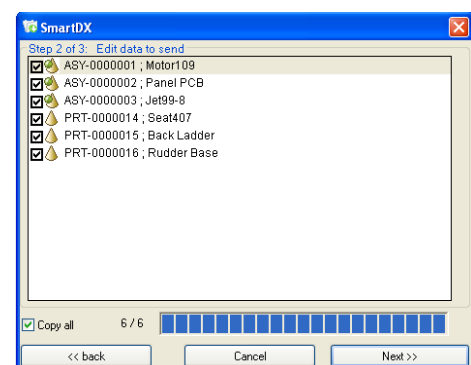 SmartDX
Step 2 of 3: Edit data to send
ASY-0000001 ; Motor109
ASY-0000002 ; Panel PCB
ASY-0000003 ; Jet99-8
PRT-0000014 ; Seat407
PRT-0000015 ; Back Ladder
PRT-0000016 ; Rudder Base
Copy all 6 / 6
<< back Cancel Next >>